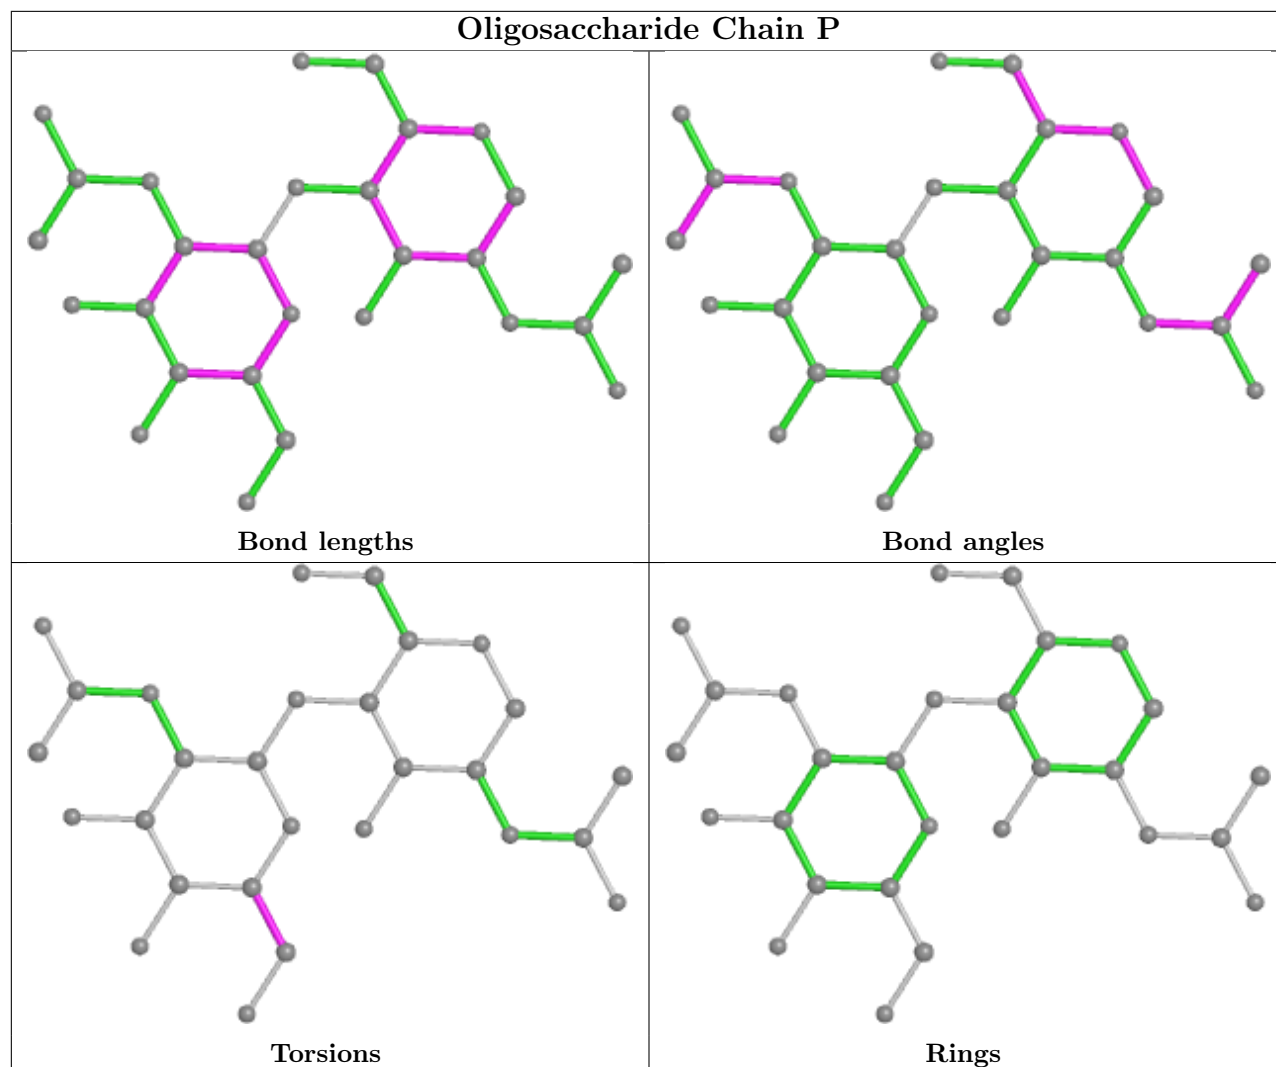 Oligosaccharide Chain P
Bond lengths
Bond angles
Torsions
Rings